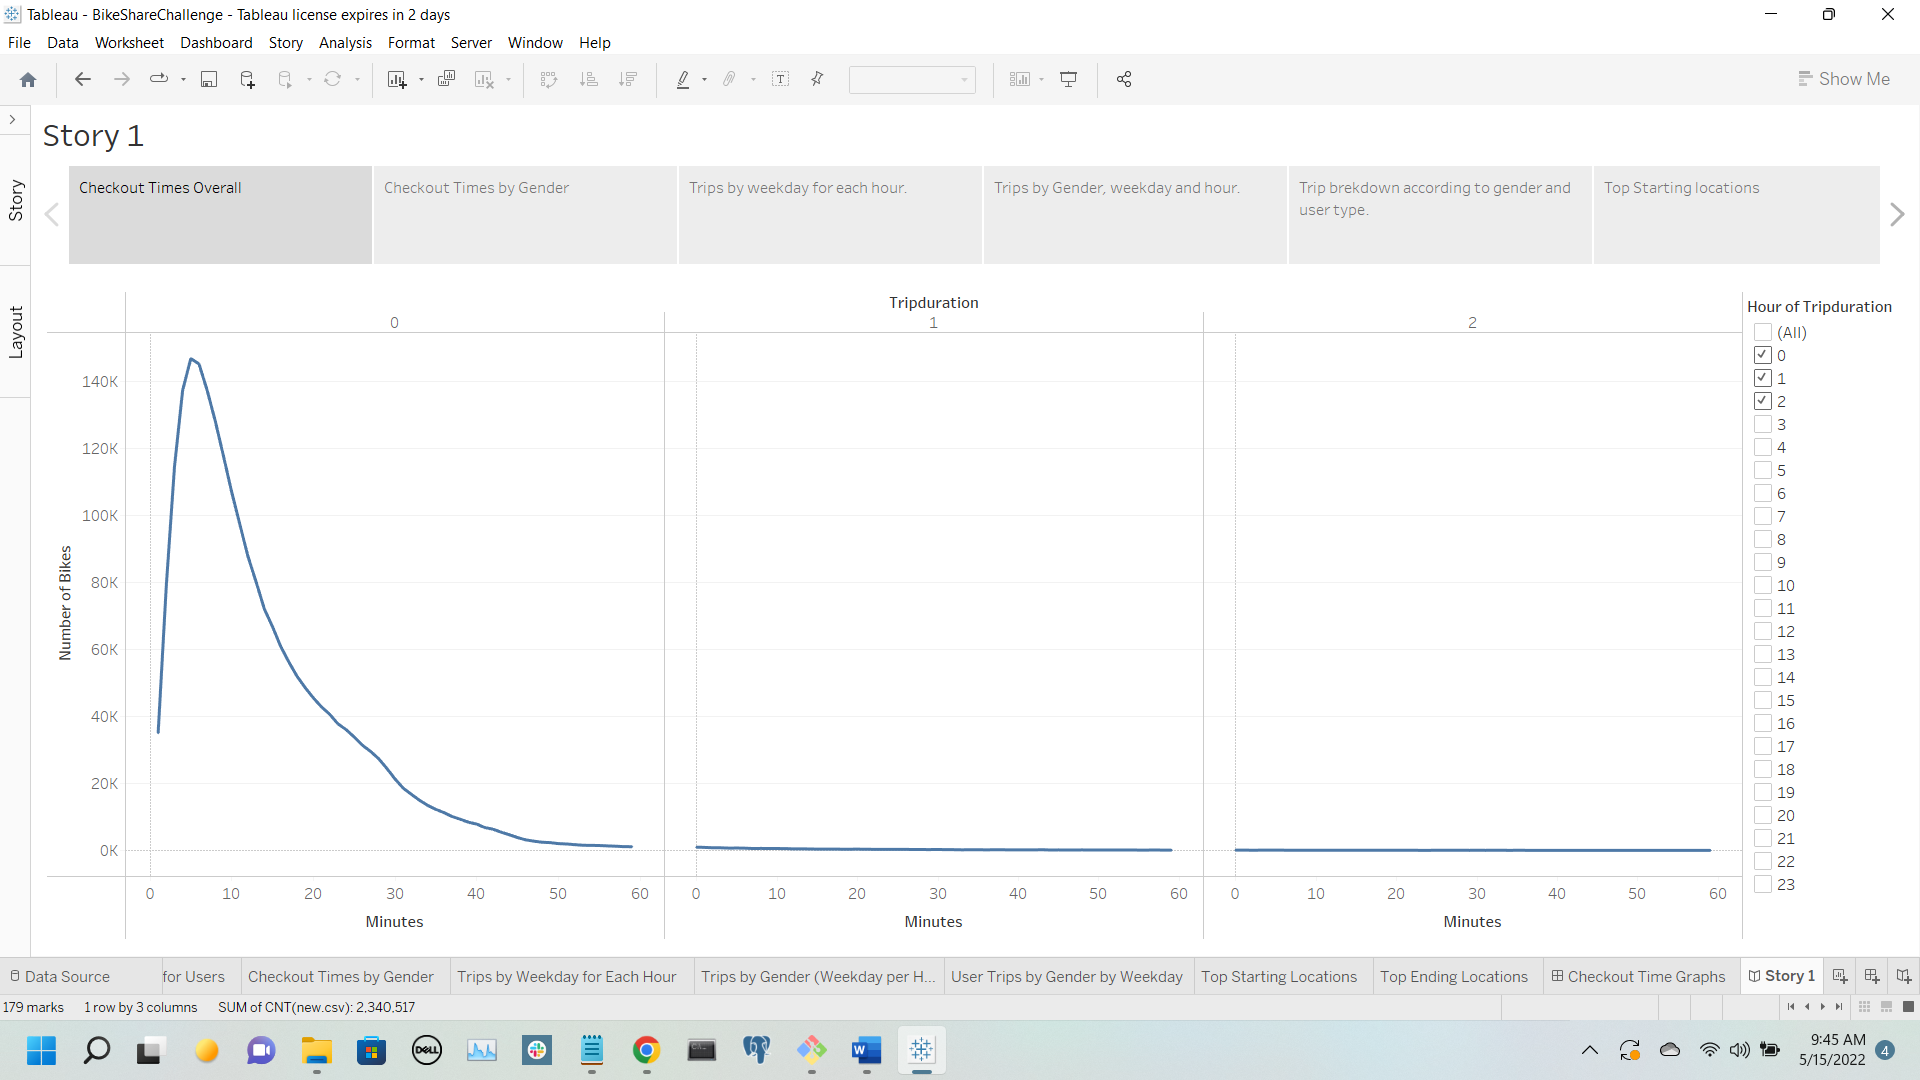 Tableau - BikeShareChallenge - Tableau license expires in 2 days
File Data Worksheet Dashboard Story Analysis Format Server Window Help
Show Me
Story 1
Story
Layout
Checkout Times Overall
Checkout Times by Gender
Trips by weekday for each hour.
Trips by Gender, weekday and hour.
Trip brekdown according to gender and
user type.
Top Starting locations
Tripduration
0 1 2
Number of Bikes
140K
120K
100K
80K
60K
40K
20K
0K
0 10 20 30 40 50 60
0 10 20 30 40 50 60
0 10 20 30 40 50 60
Minutes Minutes Minutes
Hour of Tripduration
(All)
0
1
2
3
4
5
6
7
8
9
10
11
12
13
14
15
16
17
18
19
20
21
22
23
Data Source
for Users
Checkout Times by Gender
Trips by Weekday for Each Hour
Trips by Gender (Weekday per H...
User Trips by Gender by Weekday
Top Starting Locations
Top Ending Locations
Checkout Time Graphs
Story 1
179 marks 1 row by 3 columns SUM of CNT(new.csv): 2,340,517
DELL
W
9:45 AM
5/15/2022
4